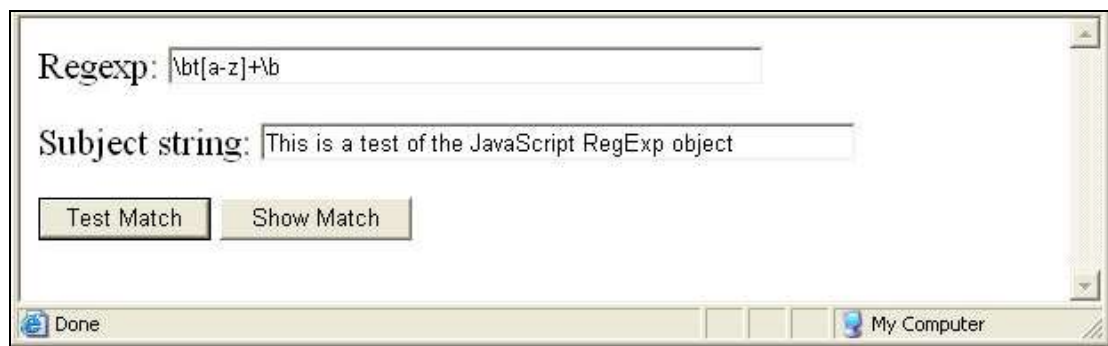 Regexp: \bt[a-z]+\b
Subject string: This is a test of the JavaScript RegExp object
Test Match Show Match
Done My Computer